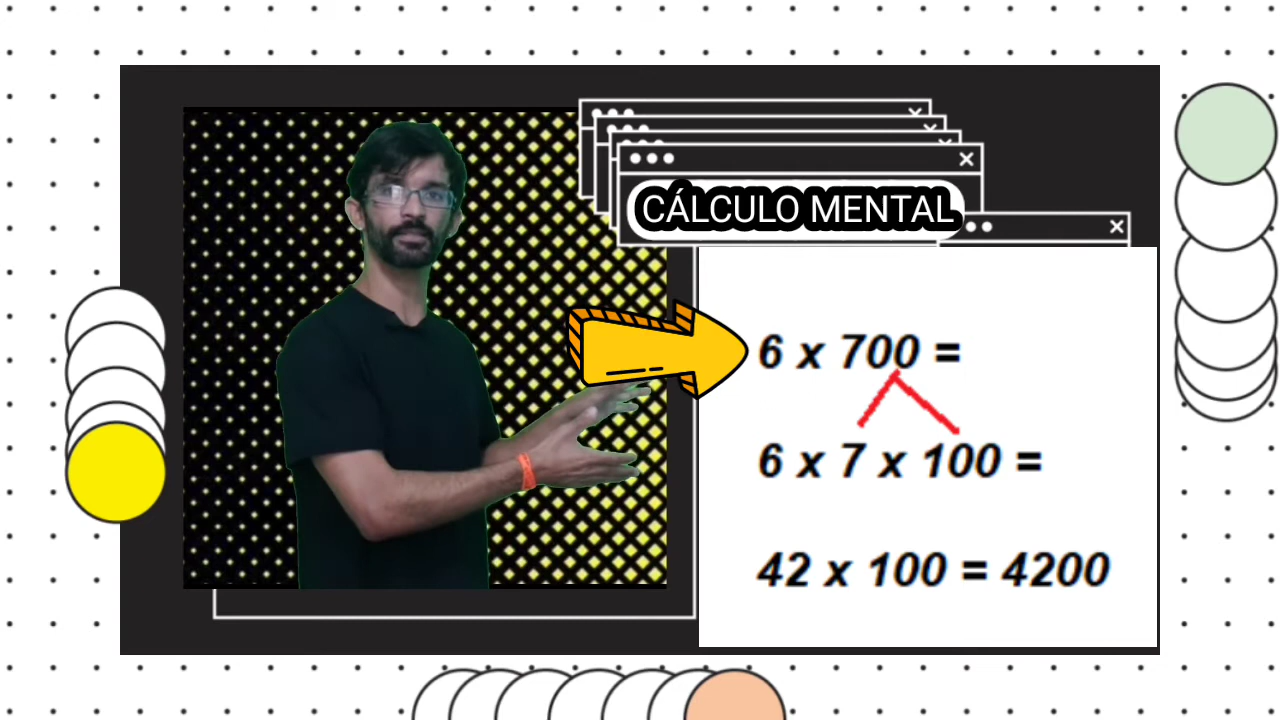 CÁLCULO MENTAL
6 x 700 =
6 x 7 x 100 =
42 x 100 = 4200